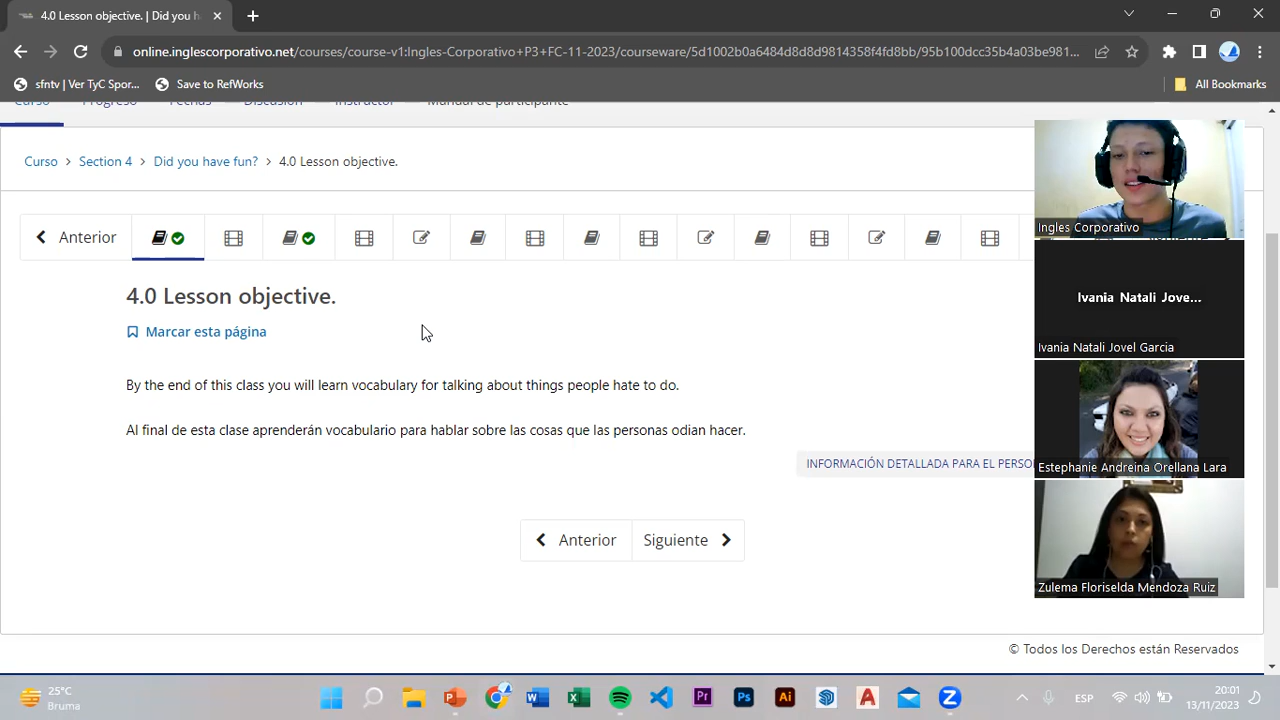 4.0 Lesson objective. | Did you h
online.inglescorporativo.net/courses/course-v1:Ingles-Corporativo+P3+FC-11-2023/courseware/5d1002b0a6484d8d8d9814358f4fd8bb/95b100dcc35b4a03be981...
sfntv | Ver TyC Spor...
Save to RefWorks
All Bookmarks
Curso
Progreso
Fechas
Discusión
Instructor
Manual de participante
Curso > Section 4 > Did you have fun? > 4.0 Lesson objective.
Anterior
4.0 Lesson objective.
Marcar esta página
By the end of this class you will learn vocabulary for talking about things people hate to do.
Al final de esta clase aprenderán vocabulario para hablar sobre las cosas que las personas odian hacer.
INFORMACIÓN DETALLADA PARA EL PERSO
Anterior
Siguiente
© Todos los Derechos están Reservados
Ingles Corporativo
Ivania Natali Jove...
Ivania Natali Jovel Garcia
Estephanie Andreina Orellana Lara
Zulema Floriselda Mendoza Ruiz
25°C
Bruma
ESP
20:01
13/11/2023